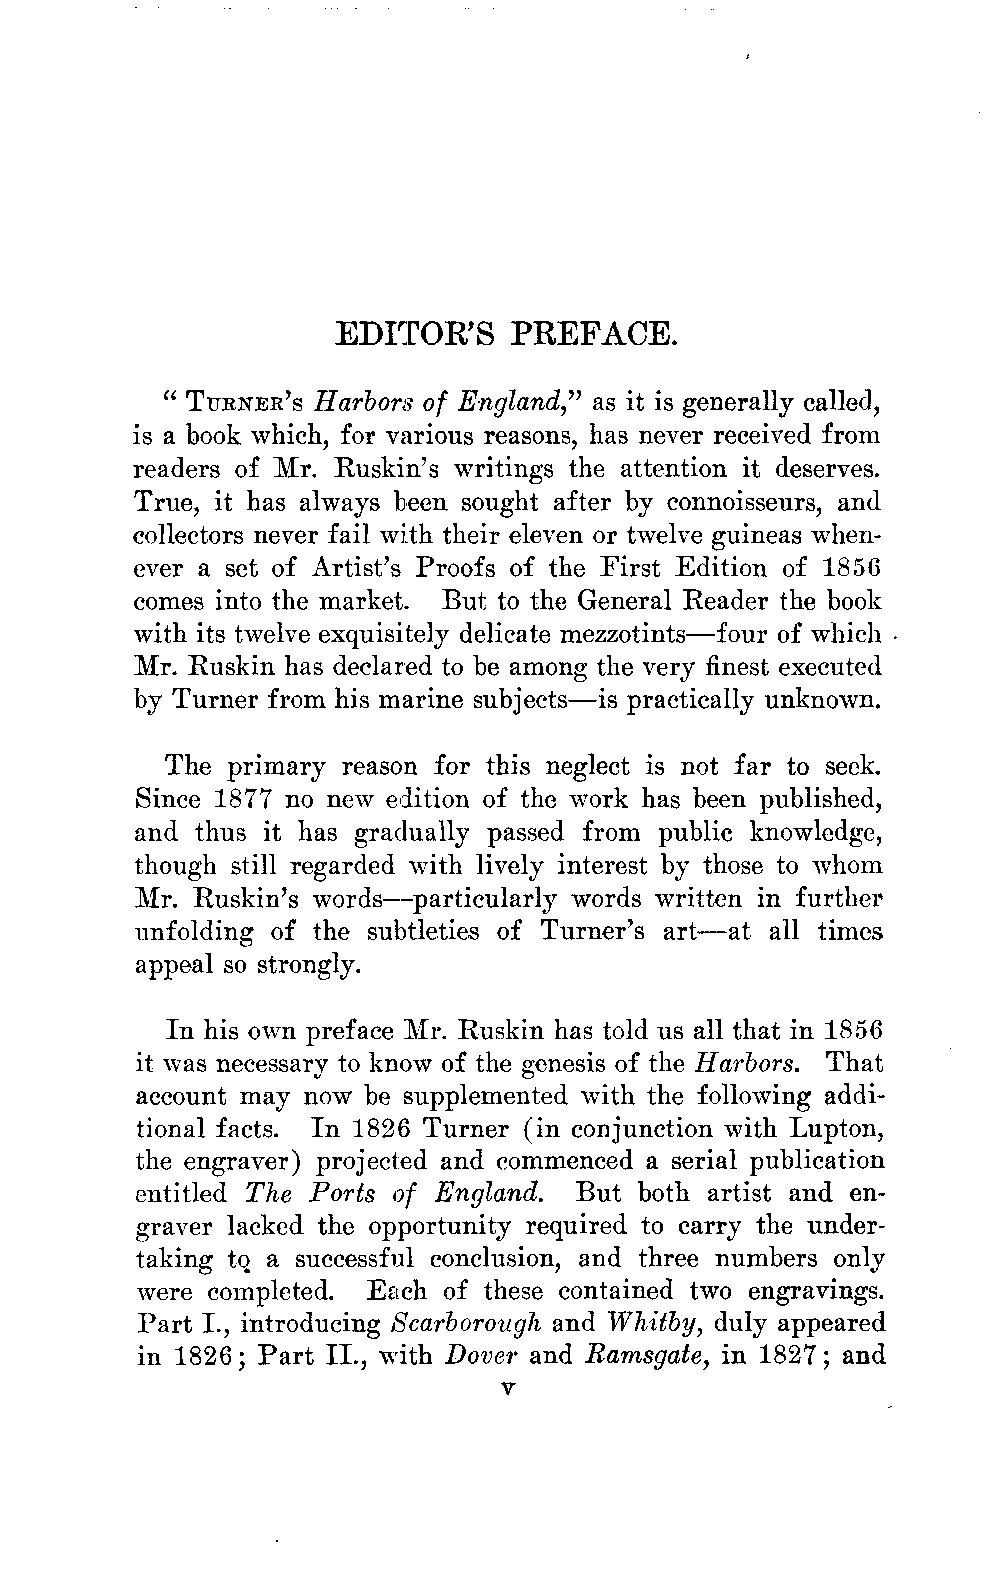 EDITOR'S PREFACE.
“ TURNER'S Harbors of England,” as it is generally called,
is a book which, for various reasons, has never received from
readers of Mr. Ruskin's writings the attention it deserves.
True, it has always been sought after by connoisseurs, and
collectors never fail with their eleven or twelve guineas when-
ever a set of Artist's Proofs of the First Edition of 1856
comes into the market. But to the General Reader the book
with its twelve exquisitely delicate mezzotints—four of which
Mr. Ruskin has declared to be among the very finest executed
by Turner from his marine subjects—is practically unknown.
The primary reason for this neglect is not far to seek.
Since 1877 no new edition of the work has been published,
and thus it has gradually passed from public knowledge,
though still regarded with lively interest by those to whom
Mr. Ruskin's words—particularly words written in further
unfolding of the subtleties of Turner's art—at all times
appeal so strongly.
In his own preface Mr. Ruskin has told us all that in 1856
it was necessary to know of the genesis of the Harbors. That
account may now be supplemented with the following addi-
tional facts. In 1826 Turner (in conjunction with Lupton,
the engraver) projected and commenced a serial publication
entitled The Ports of England. But both artist and en-
graver lacked the opportunity required to carry the under-
taking to a successful conclusion, and three numbers only
were completed. Each of these contained two engravings.
Part I., introducing Scarborough and Whitby, duly appeared
in 1826; Part II., with Dover and Ramsgate, in 1827; and
v